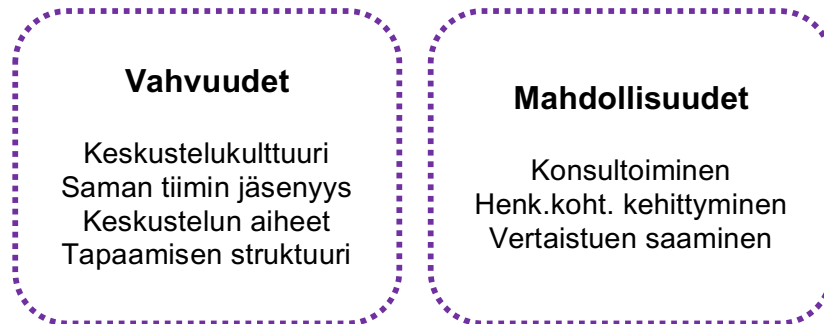 Vahvuudet
Keskustelukulttuuri
Saman tiimin jäsenyys
Keskustelun aiheet
Tapaamisen struktuuri
Mahdollisuudet
Konsultoiminen
Henk.koht. kehittyminen
Vertaistuen saaminen